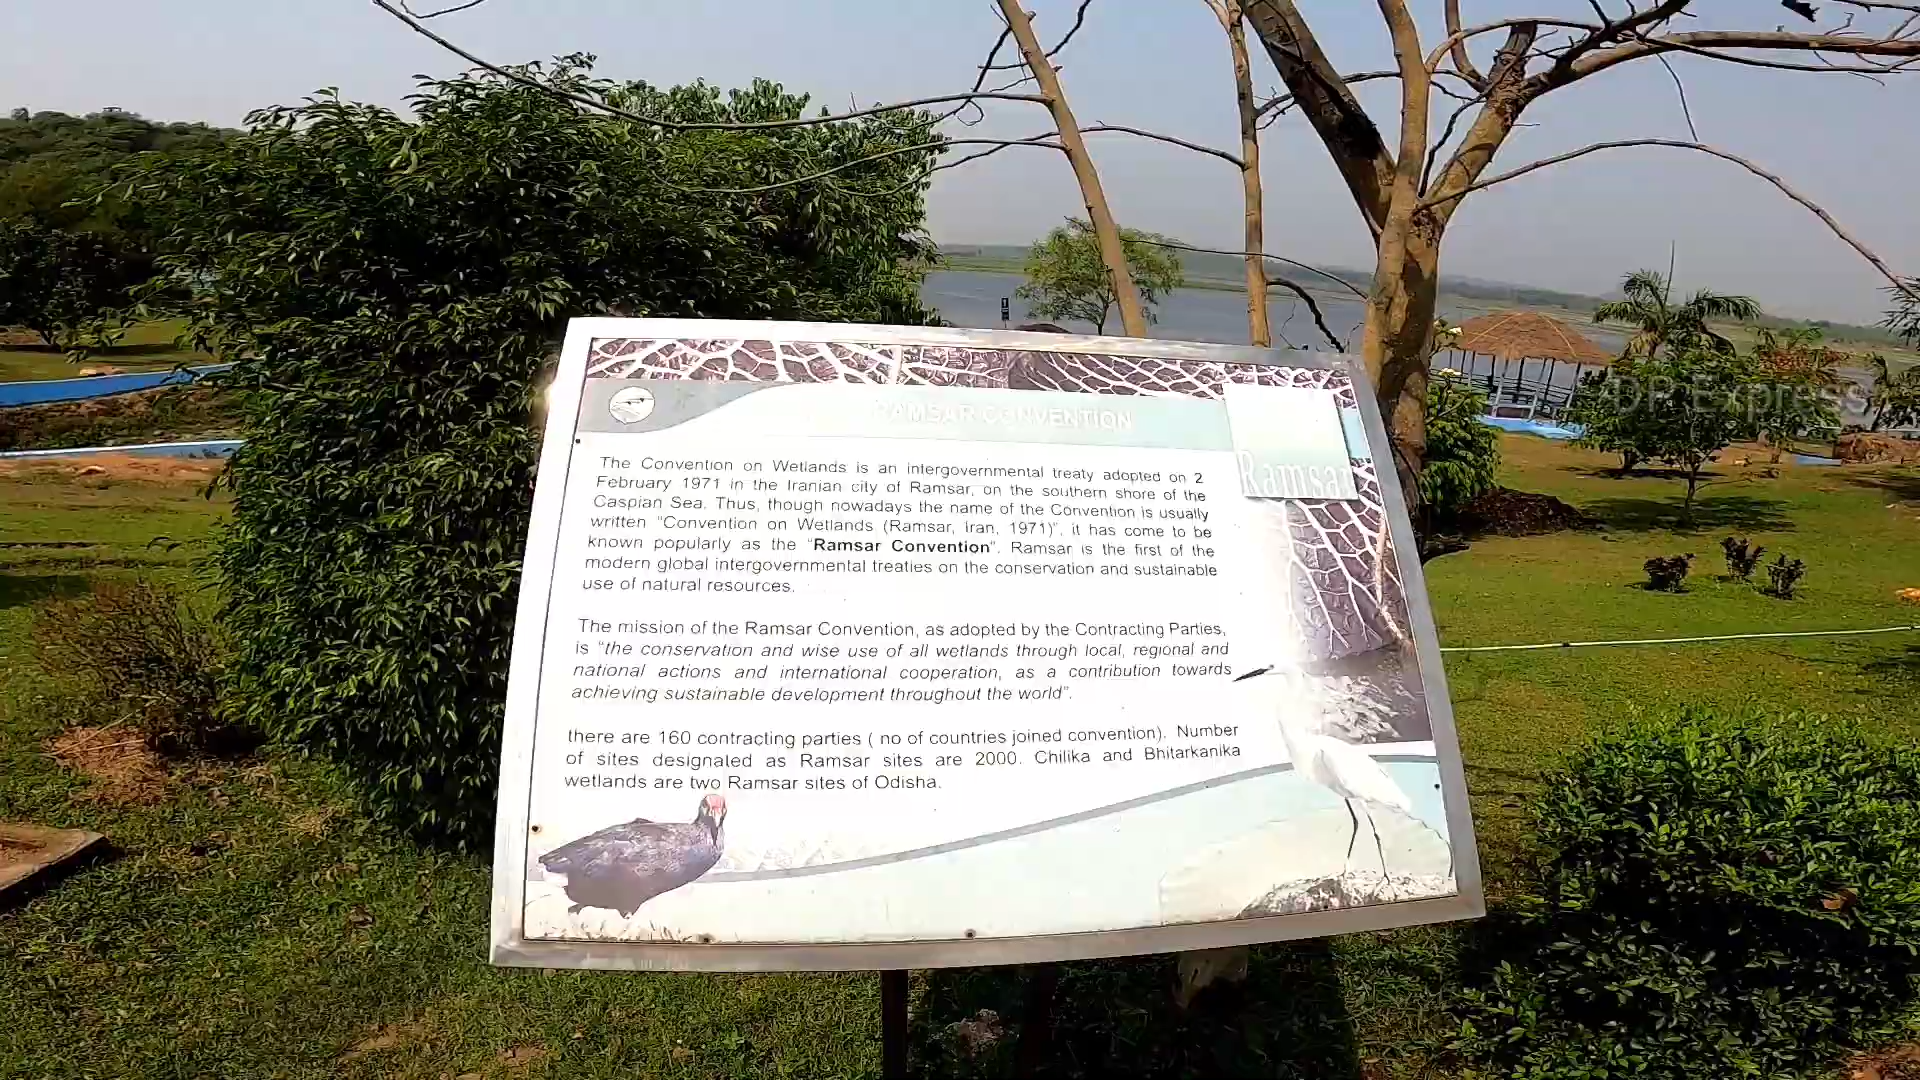 RAMSAR CONVENTION
Ramsar
DP Express
The Convention on Wetlands is an intergovernmental treaty adopted on 2
February 1971 in the Iranian city of Ramsar, on the southern shore of the
Caspian Sea. Thus, though nowadays the name of the Convention is usually
written "Convention on Wetlands (Ramsar, Iran, 1971)", it has come to be
known popularly as the "Ramsar Convention". Ramsar is the first of the
modern global intergovernmental treaties on the conservation and sustainable
use of natural resources.
The mission of the Ramsar Convention, as adopted by the Contracting Parties,
is "the conservation and wise use of all wetlands through local, regional and
national actions and international cooperation, as a contribution towards
achieving sustainable development throughout the world".
there are 160 contracting parties ( no of countries joined convention). Number
of sites designated as Ramsar sites are 2000. Chilika and Bhitarkanika
wetlands are two Ramsar sites of Odisha.